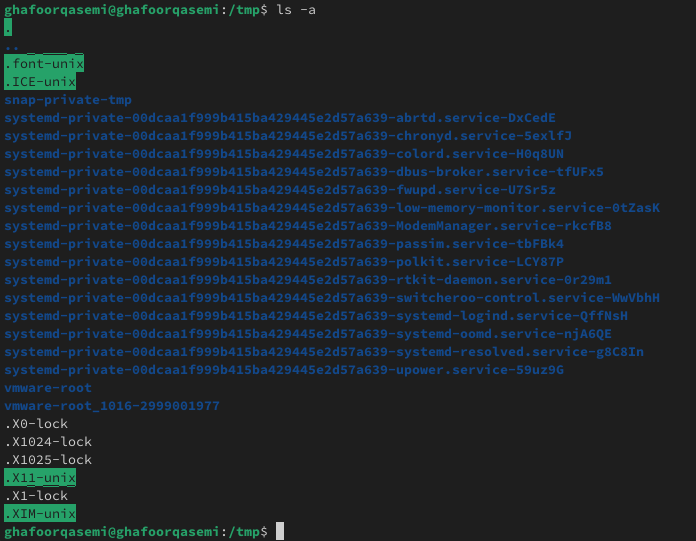 ghafoorqasemi@ghafoorqasemi:/tmp$ ls -a
.
..
.font-unix
.ICE-unix
snap-private-tmp
systemd-private-00dcaa1f999b415ba429445e2d57a639-abrtd.service-DxCedE
systemd-private-00dcaa1f999b415ba429445e2d57a639-chronyd.service-5exlfJ
systemd-private-00dcaa1f999b415ba429445e2d57a639-colord.service-H0q8UN
systemd-private-00dcaa1f999b415ba429445e2d57a639-dbus-broker.service-tfUFx5
systemd-private-00dcaa1f999b415ba429445e2d57a639-fwupd.service-U7Sr5z
systemd-private-00dcaa1f999b415ba429445e2d57a639-low-memory-monitor.service-0tZasK
systemd-private-00dcaa1f999b415ba429445e2d57a639-ModemManager.service-rkcfB8
systemd-private-00dcaa1f999b415ba429445e2d57a639-passim.service-tbFBk4
systemd-private-00dcaa1f999b415ba429445e2d57a639-polkit.service-LCY87P
systemd-private-00dcaa1f999b415ba429445e2d57a639-rtkit-daemon.service-0r29m1
systemd-private-00dcaa1f999b415ba429445e2d57a639-switcheroo-control.service-WwVbhH
systemd-private-00dcaa1f999b415ba429445e2d57a639-systemd-logind.service-QffNsH
systemd-private-00dcaa1f999b415ba429445e2d57a639-systemd-oomd.service-njA6QE
systemd-private-00dcaa1f999b415ba429445e2d57a639-systemd-resolved.service-g8C8In
systemd-private-00dcaa1f999b415ba429445e2d57a639-upower.service-59uz9G
vmware-root
vmware-root_1016-2999001977
.X0-lock
.X1024-lock
.X1025-lock
.X11-unix
.X1-lock
.XIM-unix
ghafoorqasemi@ghafoorqasemi:/tmp$